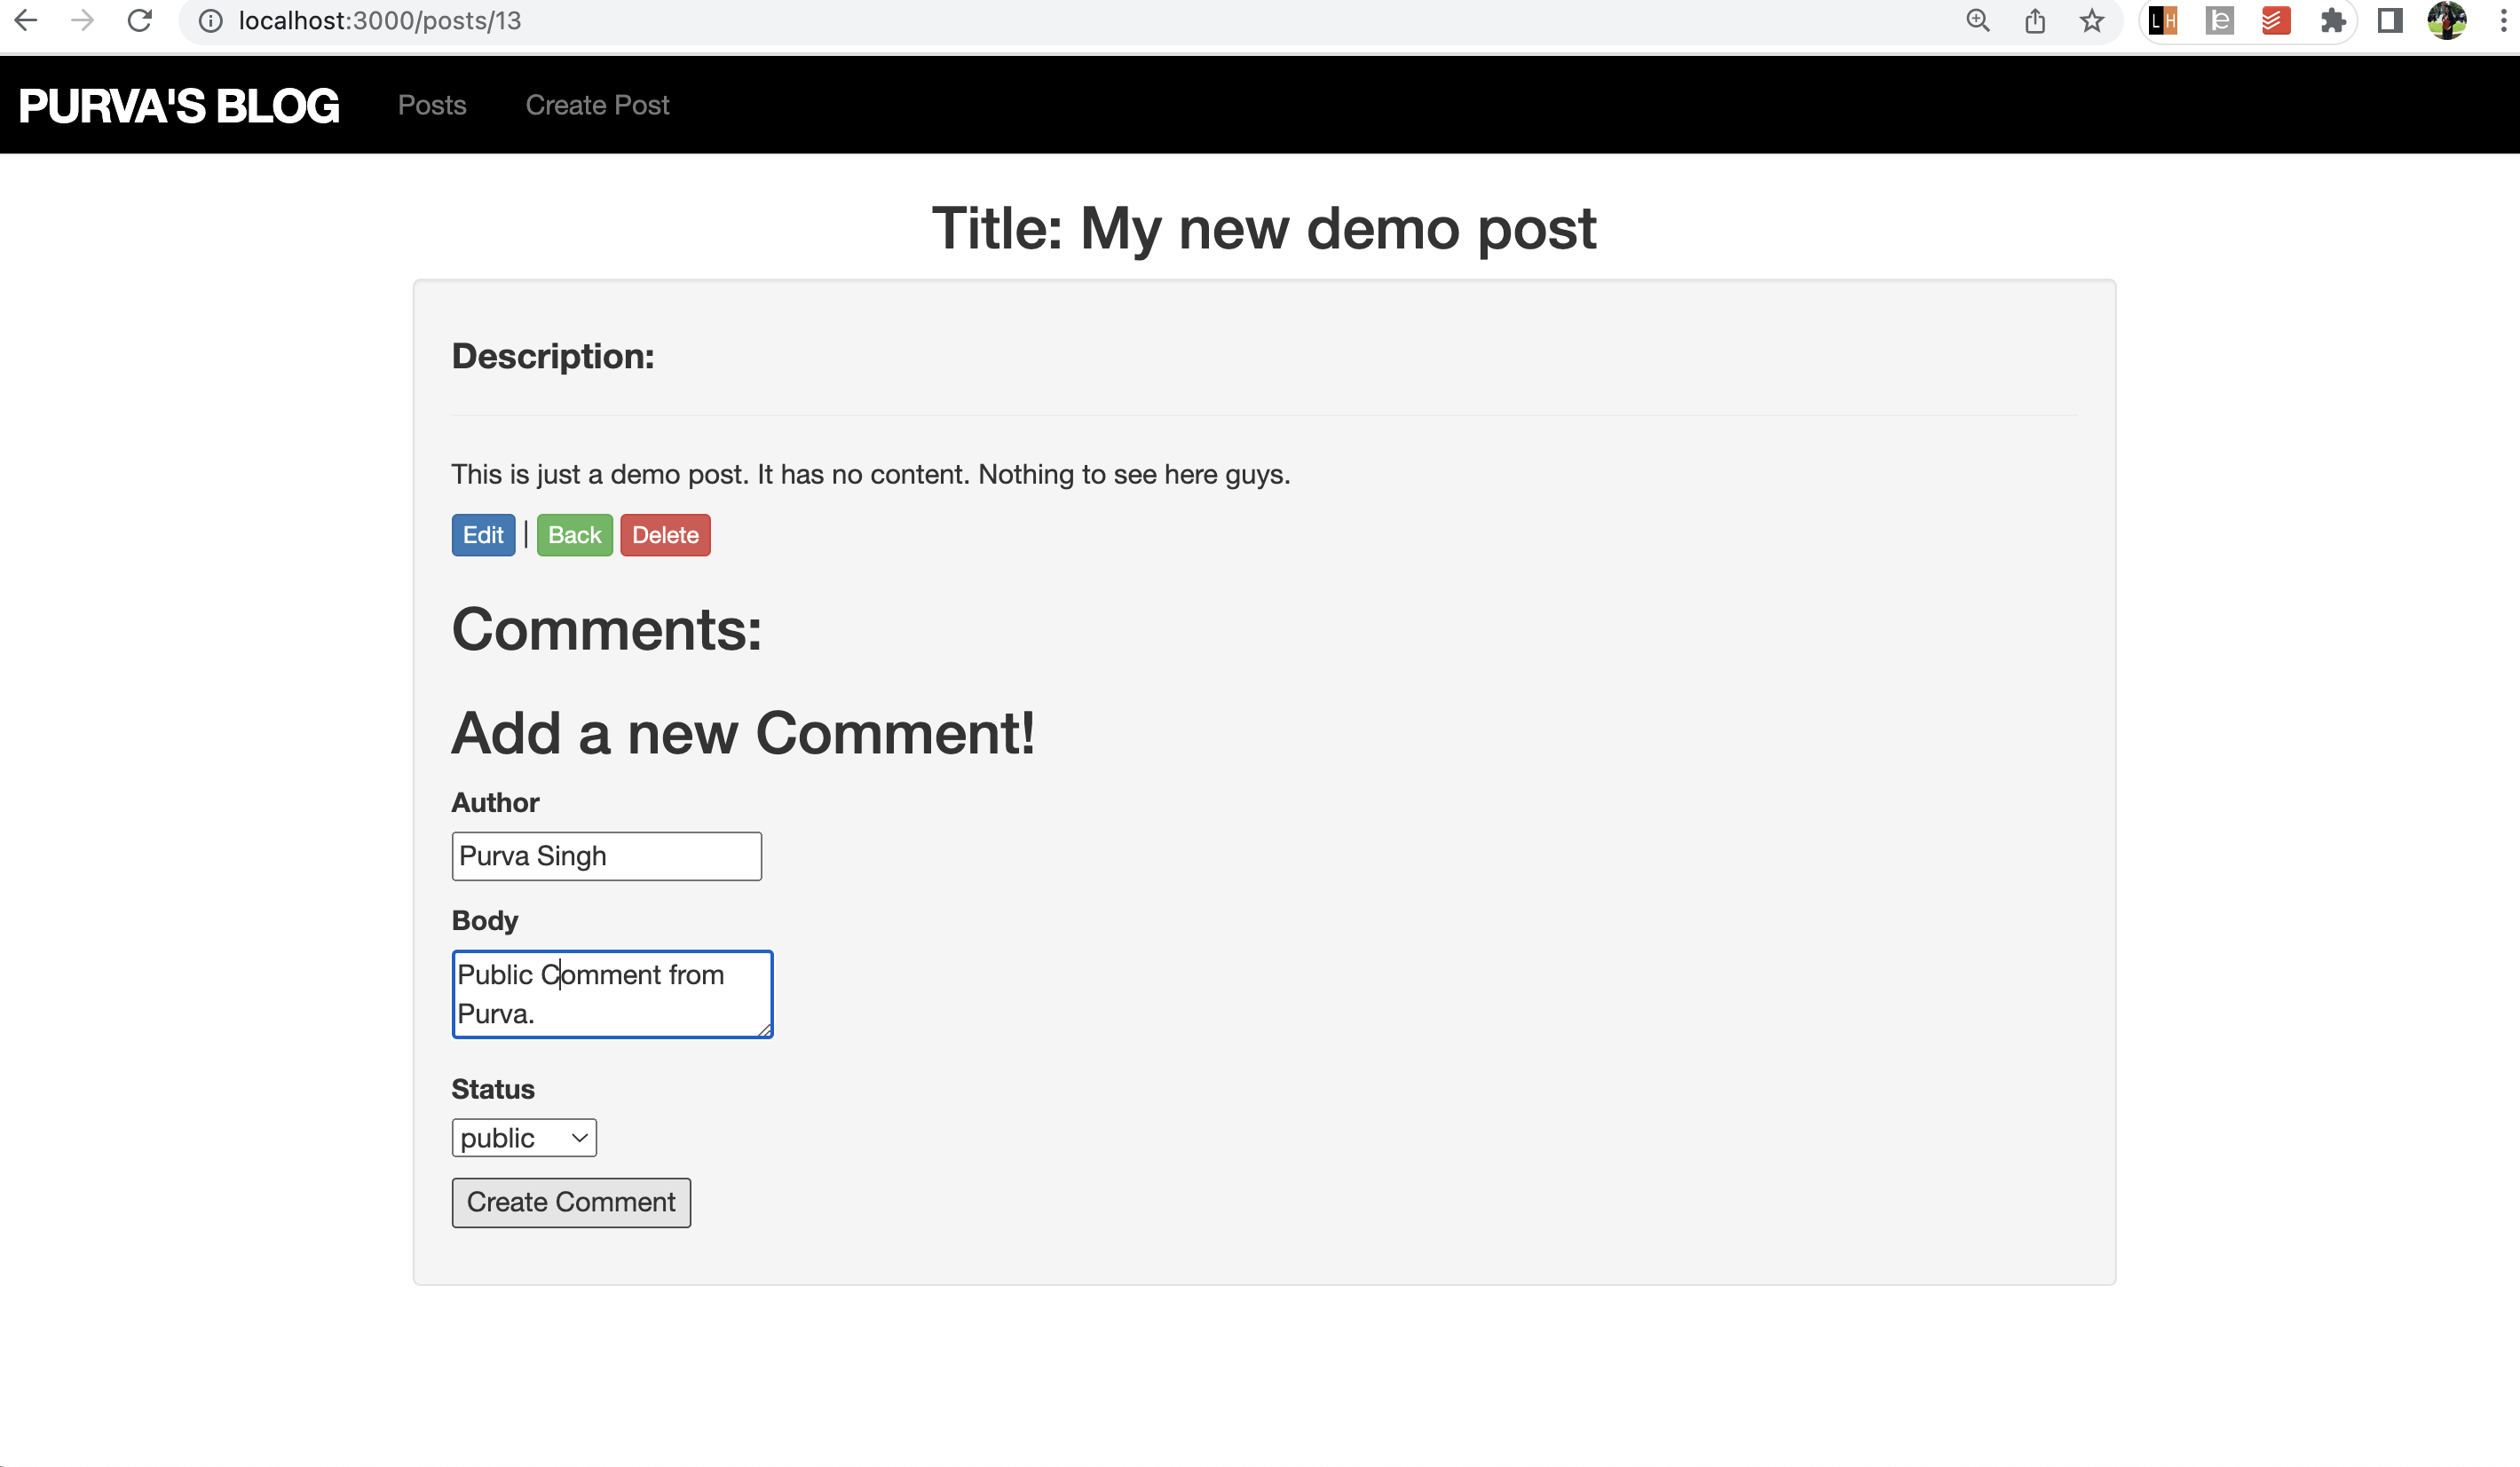 localhost:3000/posts/13
LH
PURVA'S BLOG Posts Create Post
Title: My new demo post
Description:
This is just a demo post. It has no content. Nothing to see here guys.
Edit | Back Delete
Comments:
Add a new Comment!
Author
Purva Singh
Body
Public Comment from
Purva.
Status
public
Create Comment